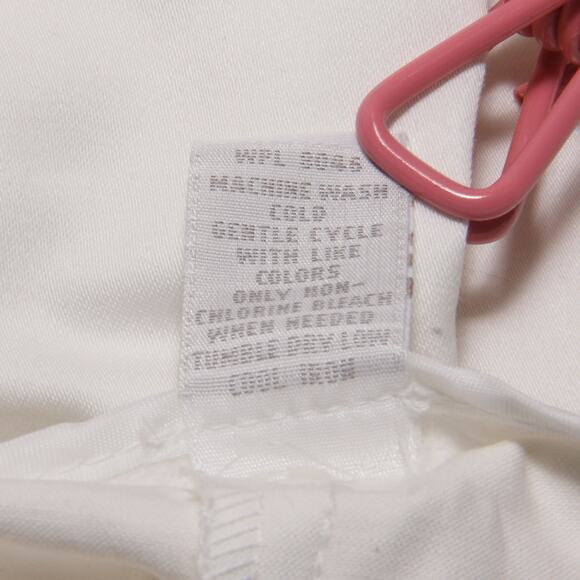 WPL 8046
MACHINE WASH
COLD
GENTLE CYCLE
WITH LIKE
COLORS
ONLY NON-
CHLORINE BLEACH
WHEN NEEDED
TUMBLE DRY LOW
COOL IRON